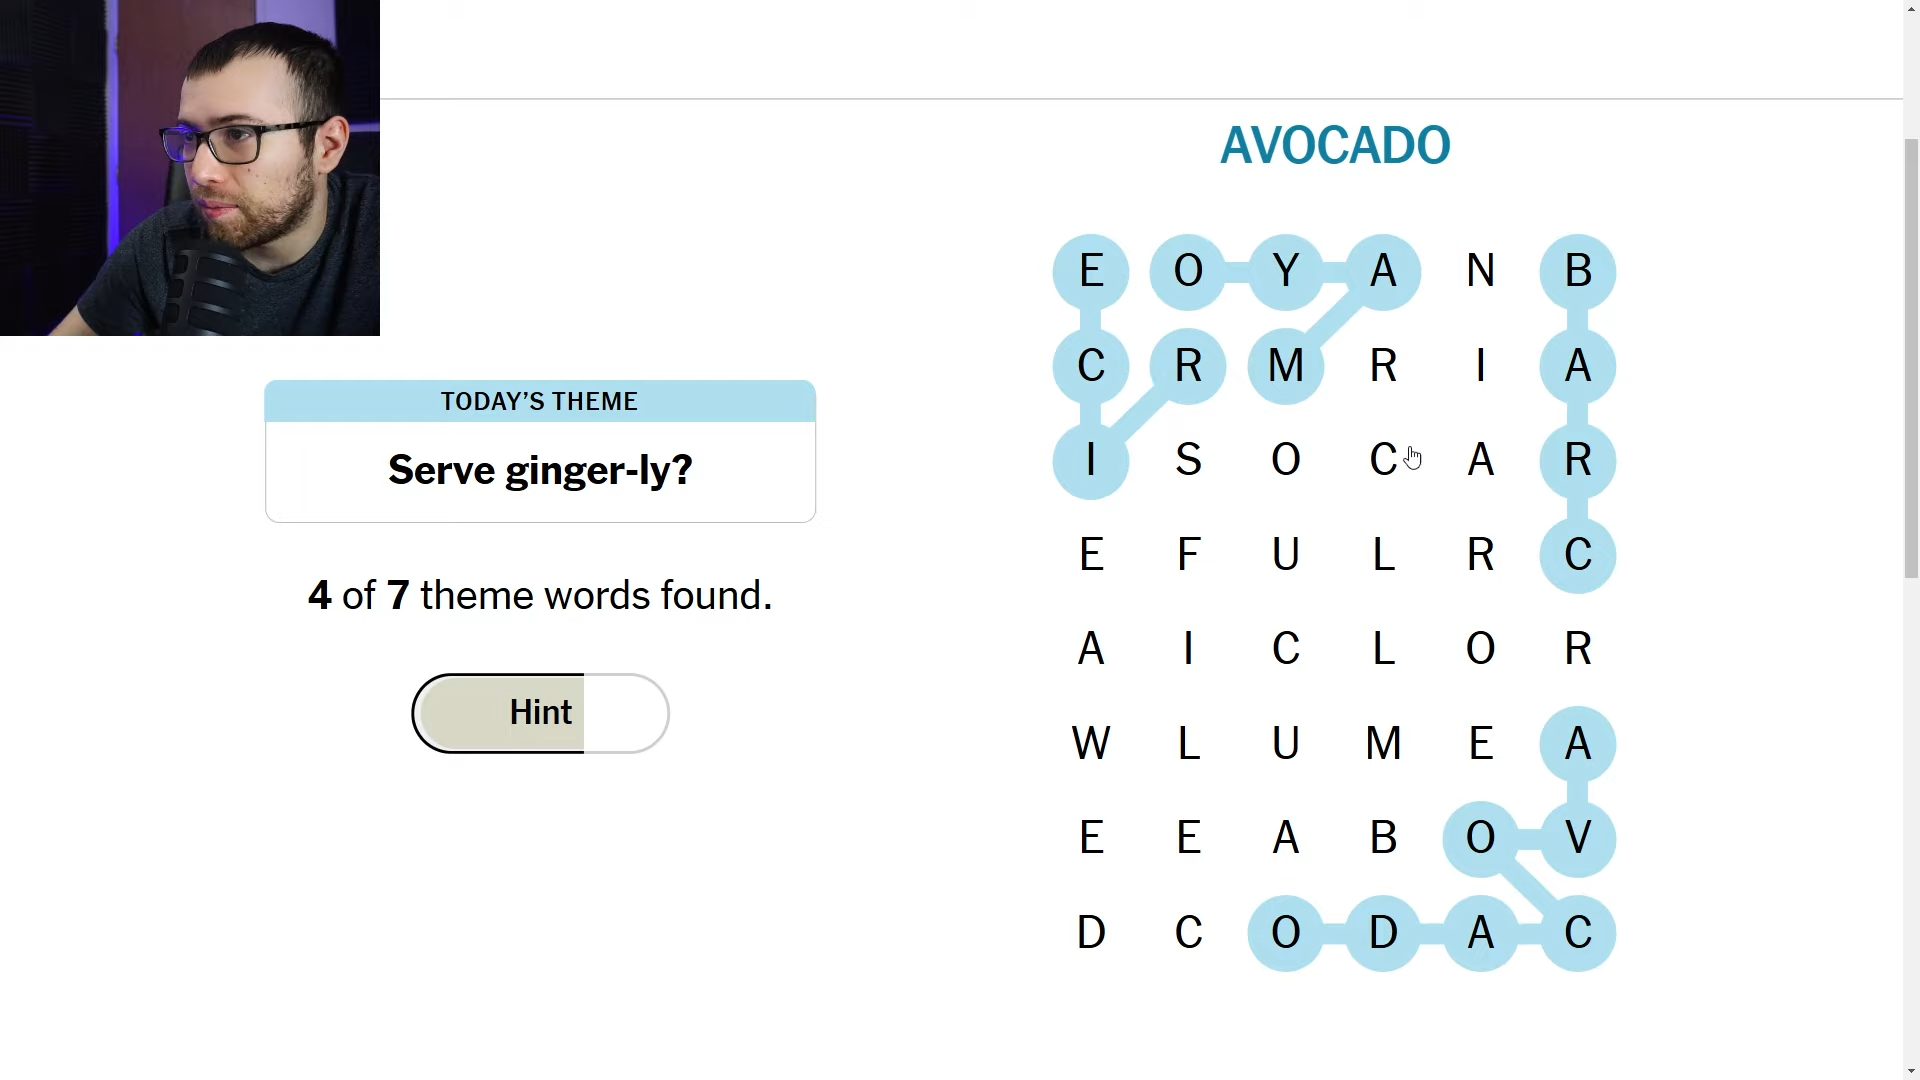 AVOCADO
E O Y A N B
C R M R I A
I S O C A R
E F U L R C
A I C L O R
W L U M E A
E E A B O V
D C O D A C
TODAY'S THEME
Serve ginger-ly?
4 of 7 theme words found.
Hint